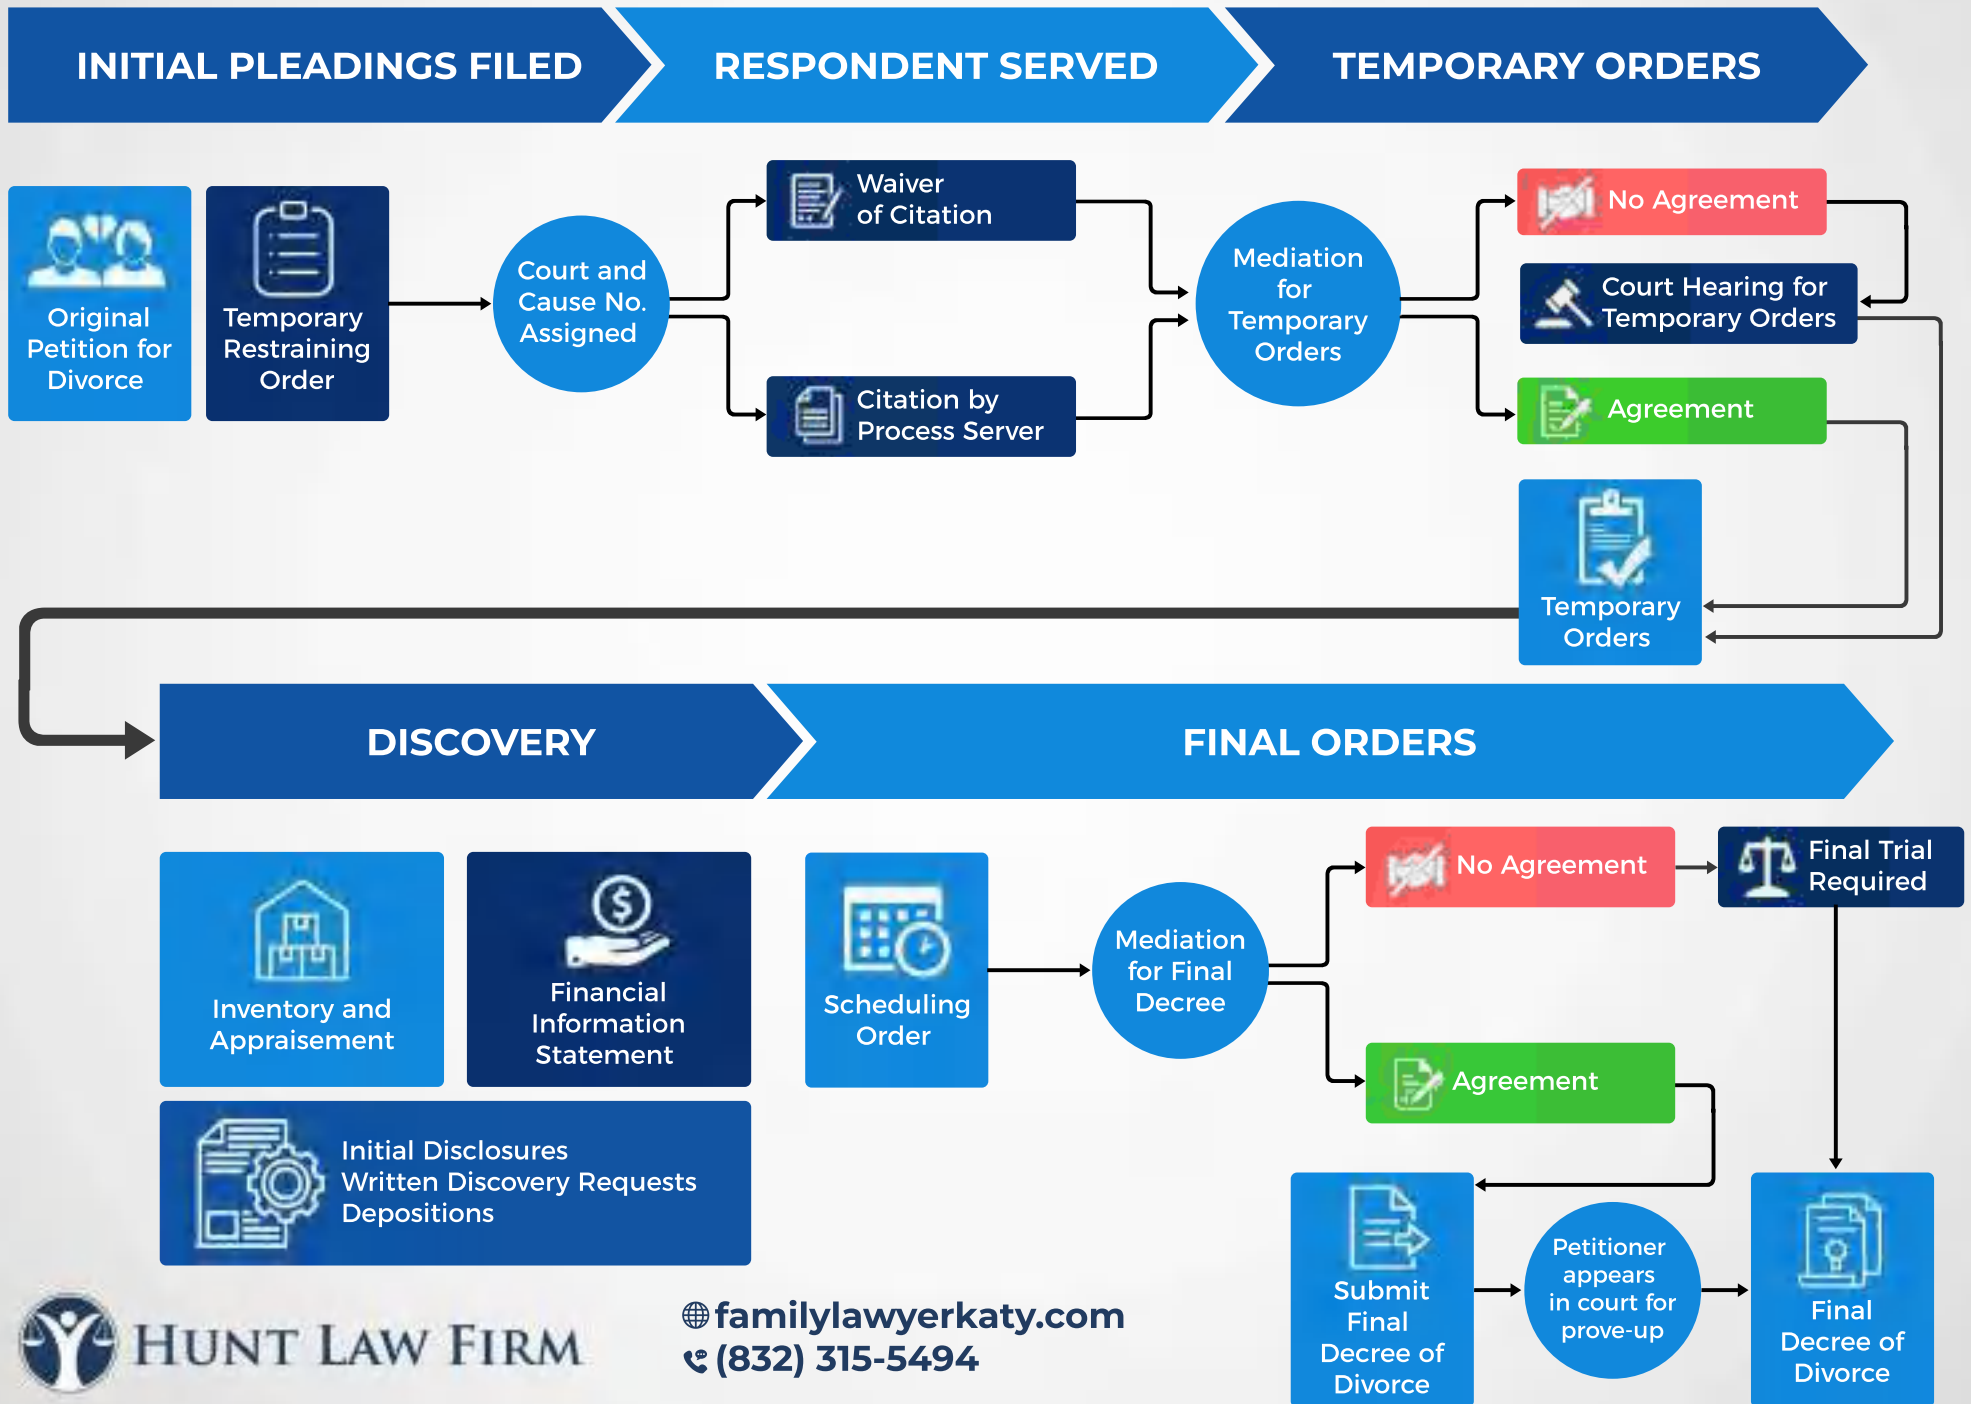 INITIAL PLEADINGS FILED
RESPONDENT SERVED
TEMPORARY ORDERS
Original
Petition for
Divorce
Temporary
Restraining
Order
Court and
Cause No.
Assigned
Waiver
of Citation
Citation by
Process Server
Mediation
for
Temporary
Orders
No Agreement
Court Hearing for
Temporary Orders
Agreement
Temporary
Orders
DISCOVERY
FINAL ORDERS
Inventory and
Appraisement
Financial
Information
Statement
Initial Disclosures
Written Discovery Requests
Depositions
Scheduling
Order
Mediation
for Final
Decree
No Agreement
Final Trial
Required
Agreement
Submit
Final
Decree of
Divorce
Petitioner
appears
in court for
prove-up
Final
Decree of
Divorce
HUNT LAW FIRM
familylawyerkaty.com
(832) 315-5494